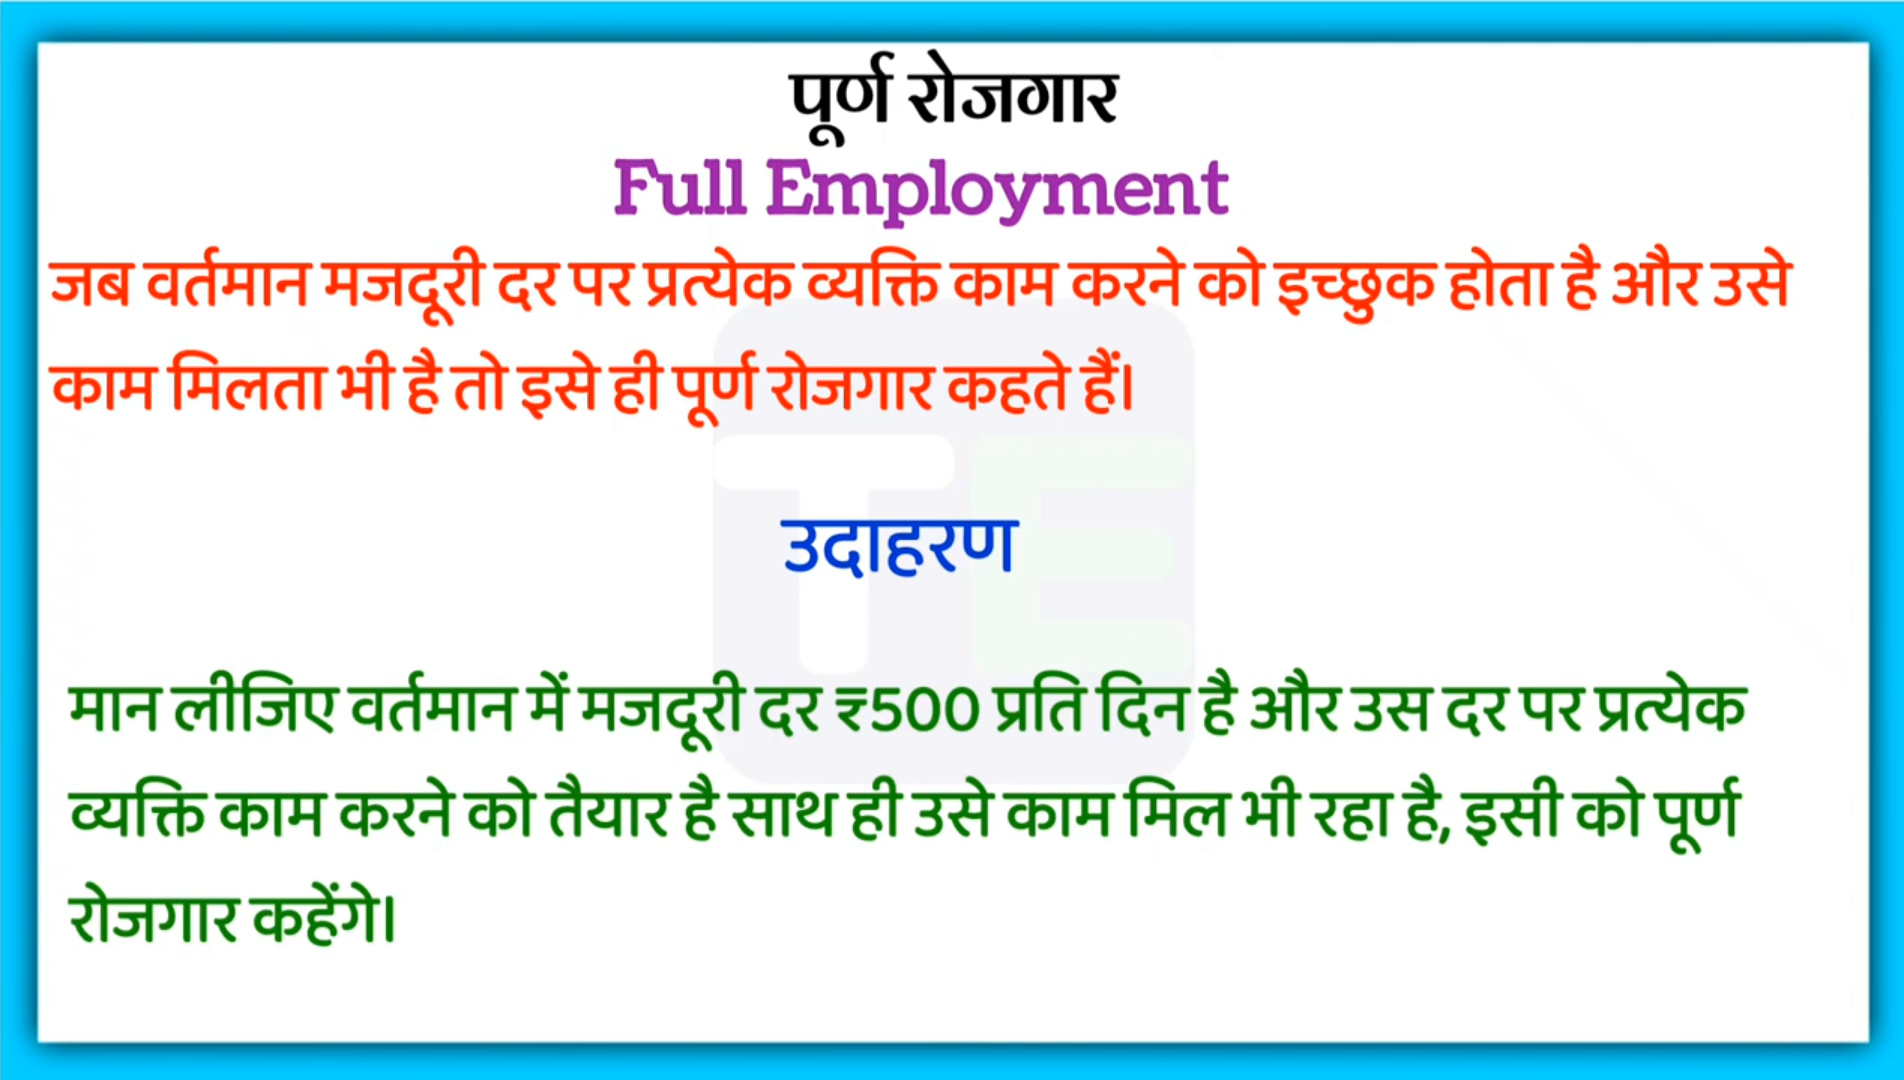 पूर्ण रोजगार
Full Employment
जब वर्तमान मजदूरी दर पर प्रत्येक व्यक्ति काम करने को इच्छुक होता है और उसे
काम मिलता भी है तो इसे ही पूर्ण रोजगार कहते हैं।
TE
उदाहरण
मान लीजिए वर्तमान में मजदूरी दर ₹500 प्रति दिन है और उस दर पर प्रत्येक
व्यक्ति काम करने को तैयार है साथ ही उसे काम मिल भी रहा है, इसी को पूर्ण
रोजगार कहेंगे।